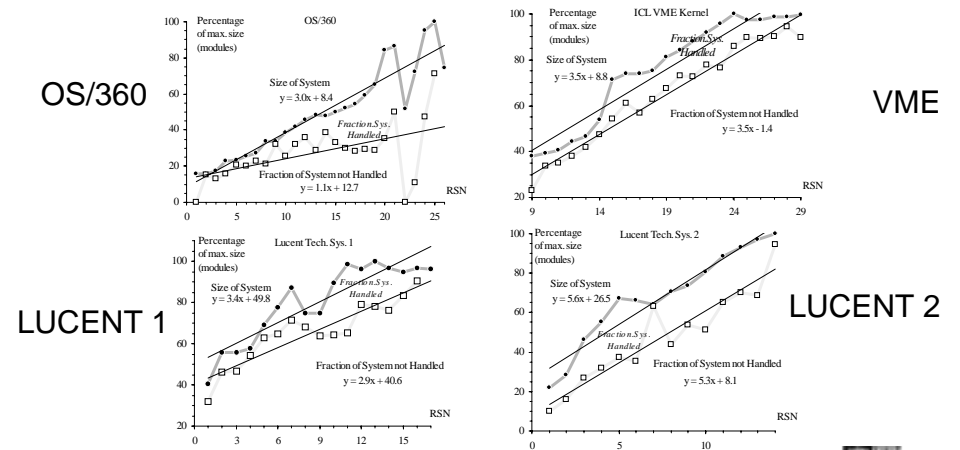 OS/360
Percentage
of max. size
(modules)
OS/360
100
80
60
40
20
0
Size of System
y = 3.0x + 8.4
Fraction.Sys.
Handled
Fraction of System not Handled
y = 1.1x + 12.7
RSN
0 5 10 15 20 25
VME
Percentage
of max. size
(modules)
ICL VME Kernel
100
80
60
40
20
Size of System
y = 3.5x + 8.8
Fraction.Sys.
Handled
Fraction of System not Handled
y = 3.5x - 1.4
RSN
9 14 19 24 29
LUCENT 1
Percentage
of max. size
(modules)
Lucent Tech. Sys. 1
100
80
60
40
20
Size of System
y = 3.4x + 49.8
Fraction.Sys.
Handled
Fraction of System not Handled
y = 2.9x + 40.6
RSN
0 3 6 9 12 15
LUCENT 2
Percentage
of max. size
(modules)
Lucent Tech. Sys. 2
100
80
60
40
20
0
Size of System
y = 5.6x + 26.5
Fraction.Sys.
Handled
Fraction of System not Handled
y = 5.3x + 8.1
RSN
0 5 10